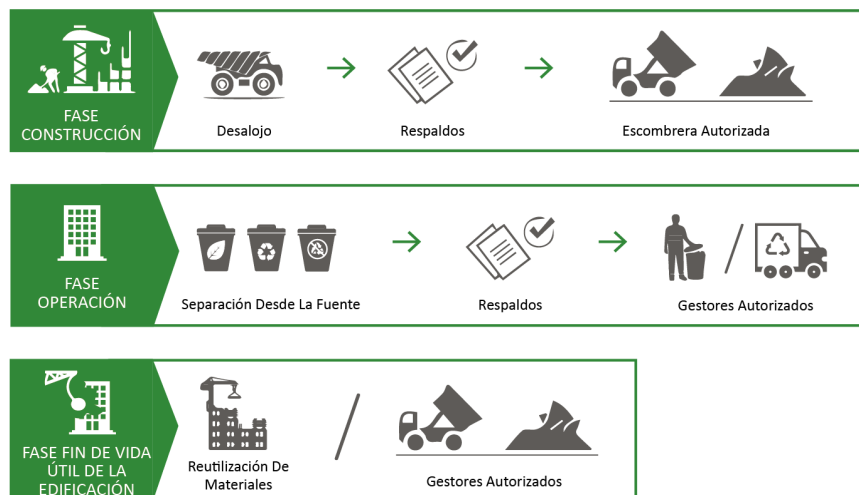 FASE
CONSTRUCCIÓN
Desalojo
Respaldos
Escombrera Autorizada
FASE
OPERACIÓN
Separación Desde La Fuente
Respaldos
Gestores Autorizados
FASE FIN DE VIDA
ÚTIL DE LA
EDIFICACIÓN
Reutilización De
Materiales
Gestores Autorizados